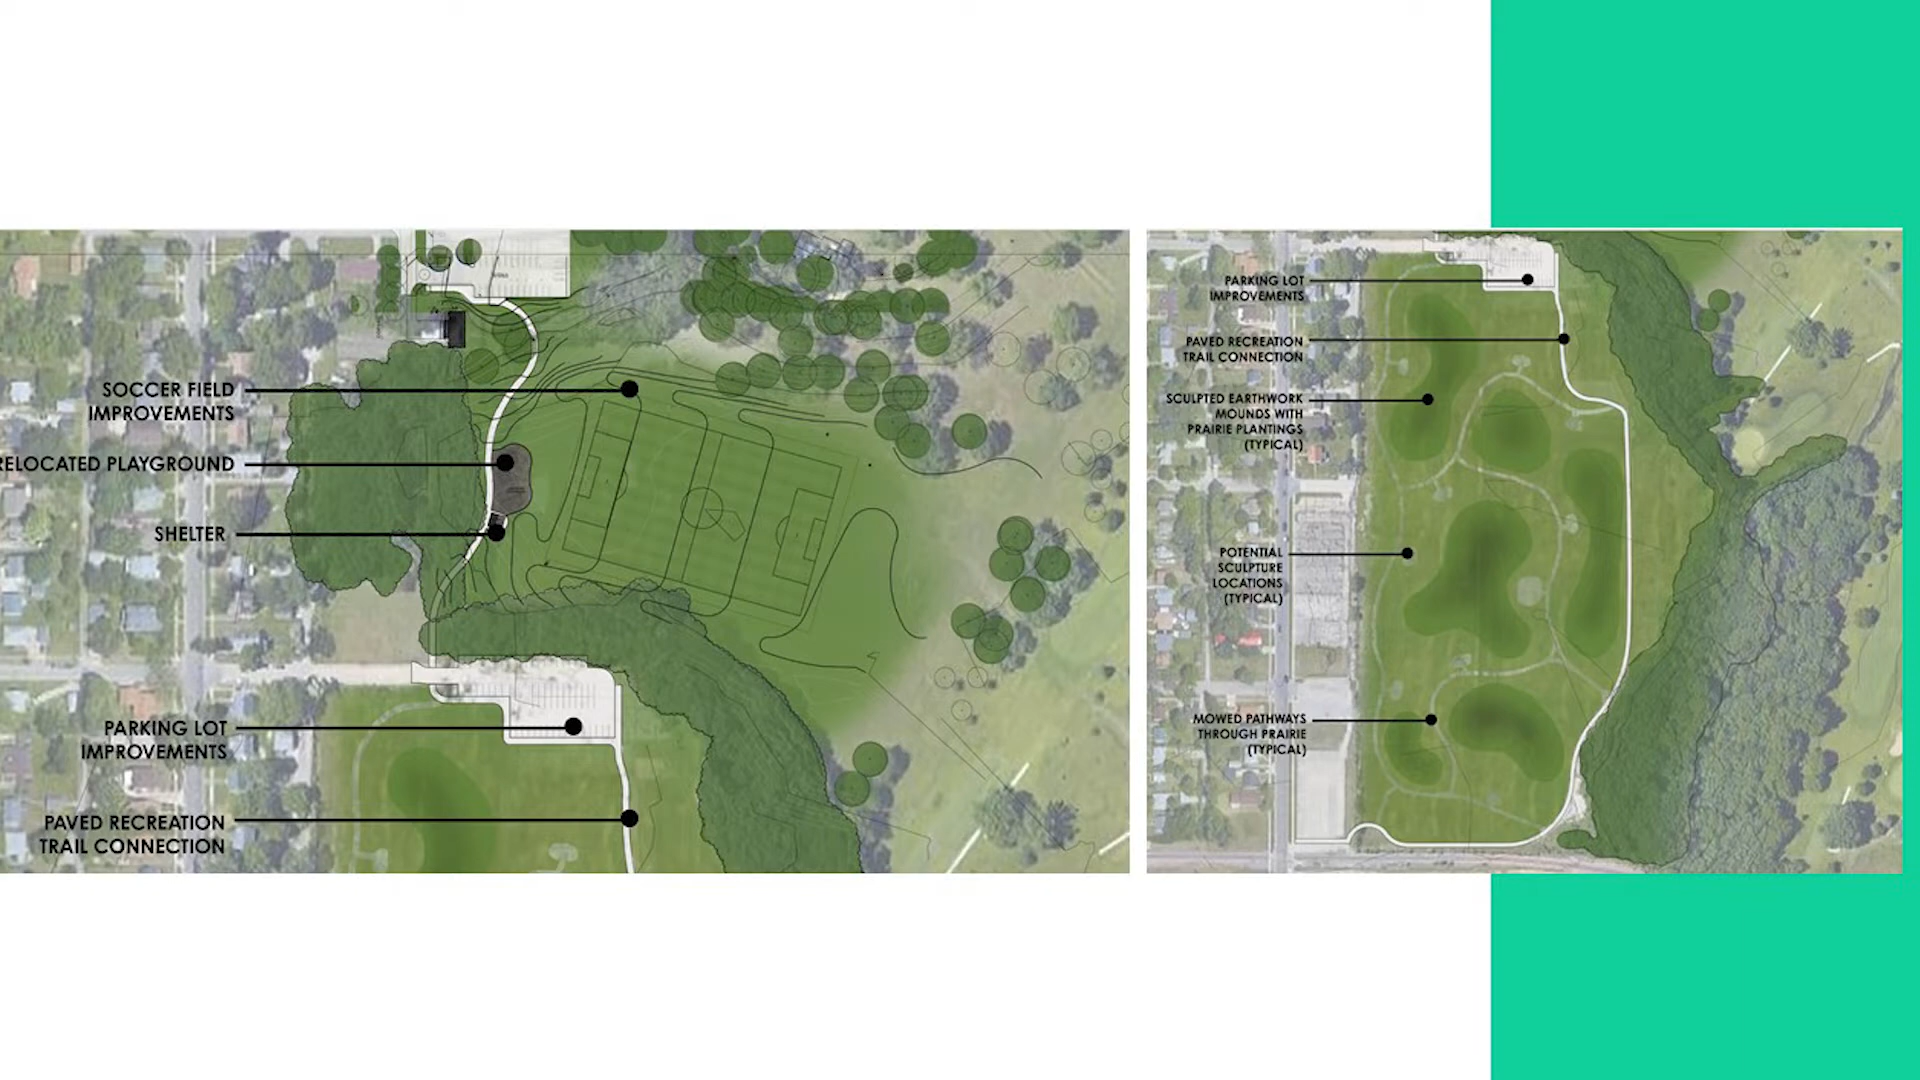 SOCCER FIELD
IMPROVEMENTS
RELOCATED PLAYGROUND
SHELTER
PARKING LOT
IMPROVEMENTS
PAVED RECREATION
TRAIL CONNECTION
PARKING LOT
IMPROVEMENTS
PAVED RECREATION
TRAIL CONNECTION
SCULPTED EARTHWORK
MOUNDS WITH
PRAIRIE PLANTINGS
(TYPICAL)
POTENTIAL
SCULPTURE
LOCATIONS
(TYPICAL)
MOWED PATHWAYS
THROUGH PRAIRIE
(TYPICAL)